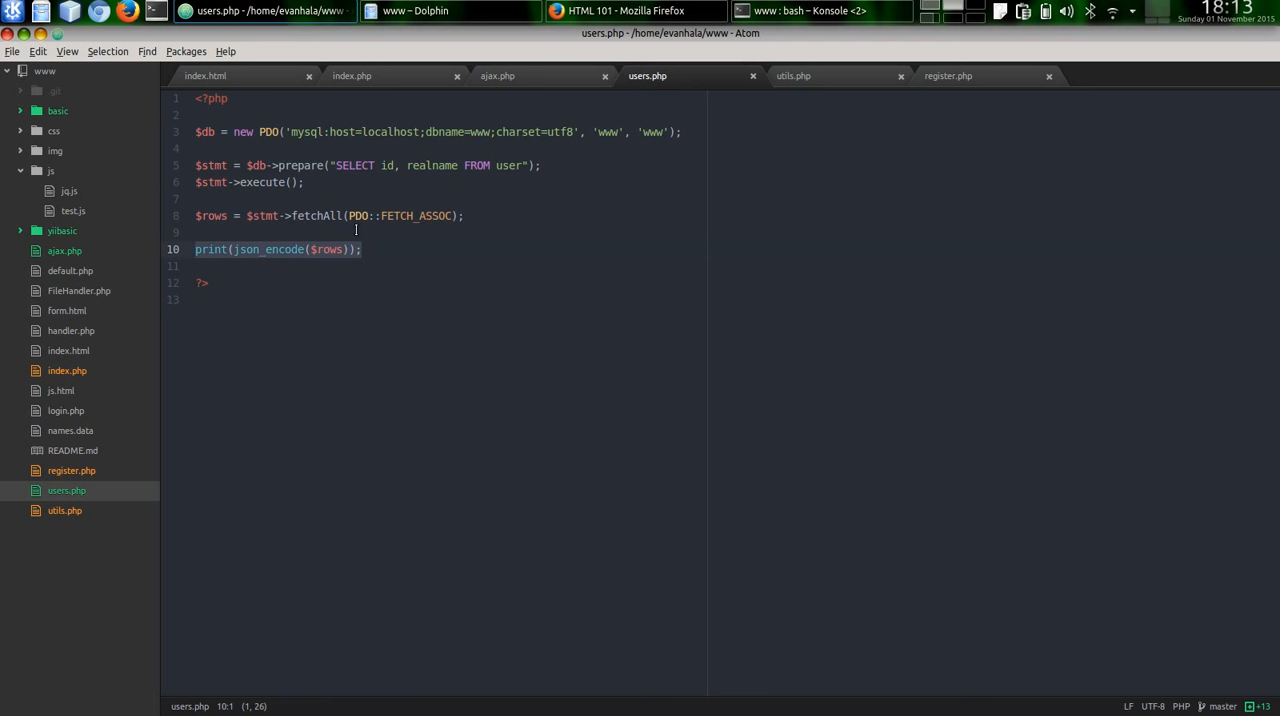 users.php - /home/evanhala/www -
www – Dolphin
HTML 101 - Mozilla Firefox
www : bash – Konsole <2>
18:13
Sunday 01 November 2015
users.php - /home/evanhala/www - Atom
File Edit View Selection Find Packages Help
www
index.html
index.php
ajax.php
users.php
utils.php
register.php
.git
basic
css
img
js
jq.js
test.js
yiibasic
ajax.php
default.php
FileHandler.php
form.html
handler.php
index.html
index.php
js.html
login.php
names.data
README.md
register.php
users.php
utils.php
1 <?php
2
3 $db = new PDO('mysql:host=localhost;dbname=www;charset=utf8', 'www', 'www');
4
5 $stmt = $db->prepare("SELECT id, realname FROM user");
6 $stmt->execute();
7
8 $rows = $stmt->fetchAll(PDO::FETCH_ASSOC);
9
10 print(json_encode($rows));
11
12 ?>
13
users.php 10:1 (1, 26)
LF UTF-8 PHP master +13